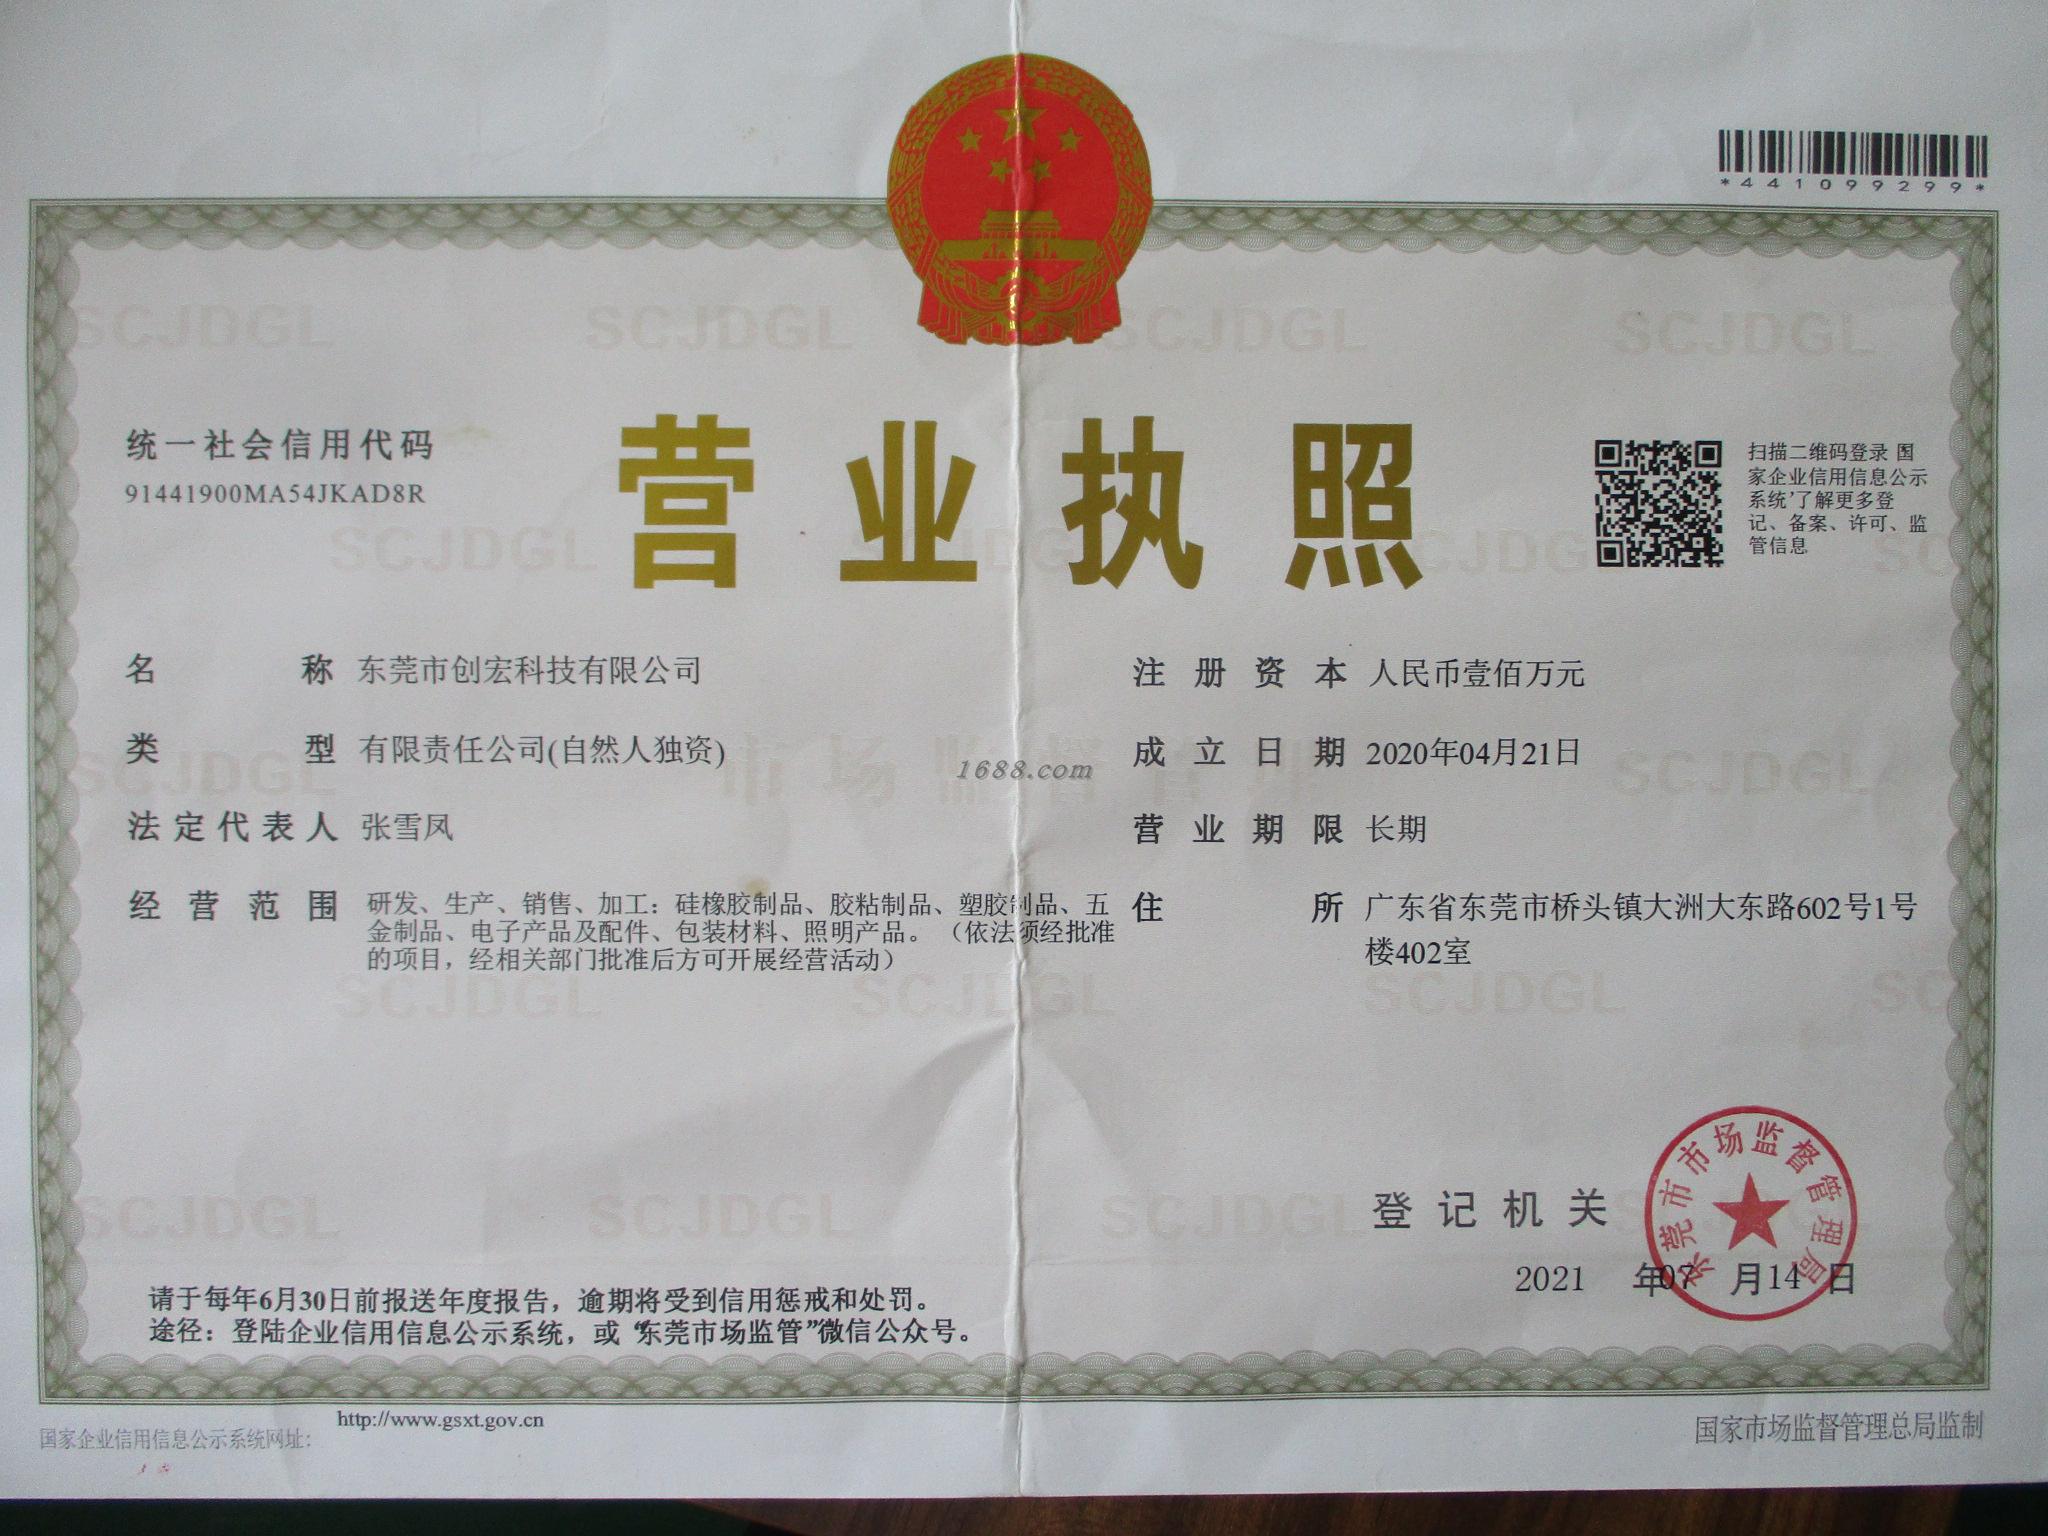 *441099299*
营业执照
统一社会信用代码
91441900MA54JKAD8R
扫描二维码登录 国
家企业信用信息公示
系统'了解更多登
记、备案、许可、监
管信息
名称 东莞市创宏科技有限公司
类型 有限责任公司(自然人独资)
法定代表人 张雪凤
经营范围 研发、生产、销售、加工：硅橡胶制品、胶粘制品、塑胶制品、五
金制品、电子产品及配件、包装材料、照明产品。（依法须经批准
的项目，经相关部门批准后方可开展经营活动）
注册资本 人民币壹佰万元
成立日期 2020年04月21日
营业期限 长期
住所 广东省东莞市桥头镇大洲大东路602号1号
楼402室
1688.com
市场监督管理
SCJDGL
登记机关
东莞市市场监督管理局
2021 年07 月14 日
请于每年6月30日前报送年度报告，逾期将受到信用惩戒和处罚。
途径：登陆企业信用信息公示系统，或“东莞市场监管”微信公众号。
国家企业信用信息公示系统网址： http://www.gsxt.gov.cn
国家市场监督管理总局监制